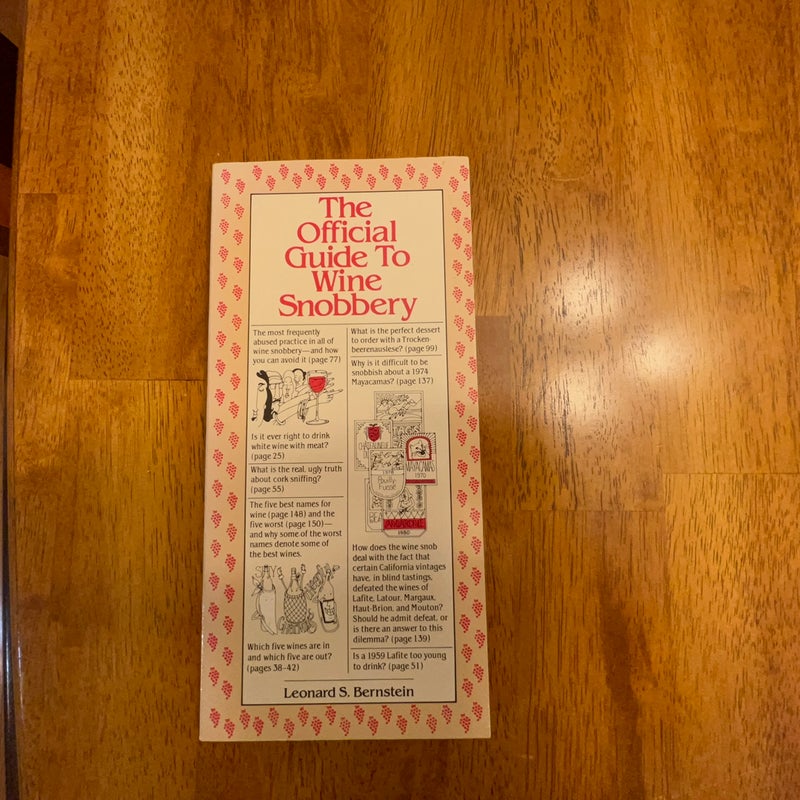 The
Official
Guide To
Wine
Snobbery
The most frequently
abused practice in all of
wine snobbery—and how
you can avoid it (page 77)
Is it ever right to drink
white wine with meat?
(page 25)
What is the real, ugly truth
about cork sniffing?
(page 55)
The five best names for
wine (page 148) and the
five worst (page 150)—
and why some of the worst
names denote some of
the best wines.
Which five wines are in
and which five are out?
(pages 38-42)
What is the perfect dessert
to order with a Trocken-
beerenauslese? (page 99)
Why is it difficult to be
snobbish about a 1974
Mayacamas? (page 137)
MAYACAMAS
1970
Pouilly
Fuissé
AMARONE
1980
How does the wine snob
deal with the fact that
certain California vintages
have, in blind tastings,
defeated the wines of
Lafite, Latour, Margaux,
Haut-Brion, and Mouton?
Should he admit defeat, or
is there an answer to this
dilemma? (page 139)
Is a 1959 Lafite too young
to drink? (page 51)
Leonard S. Bernstein